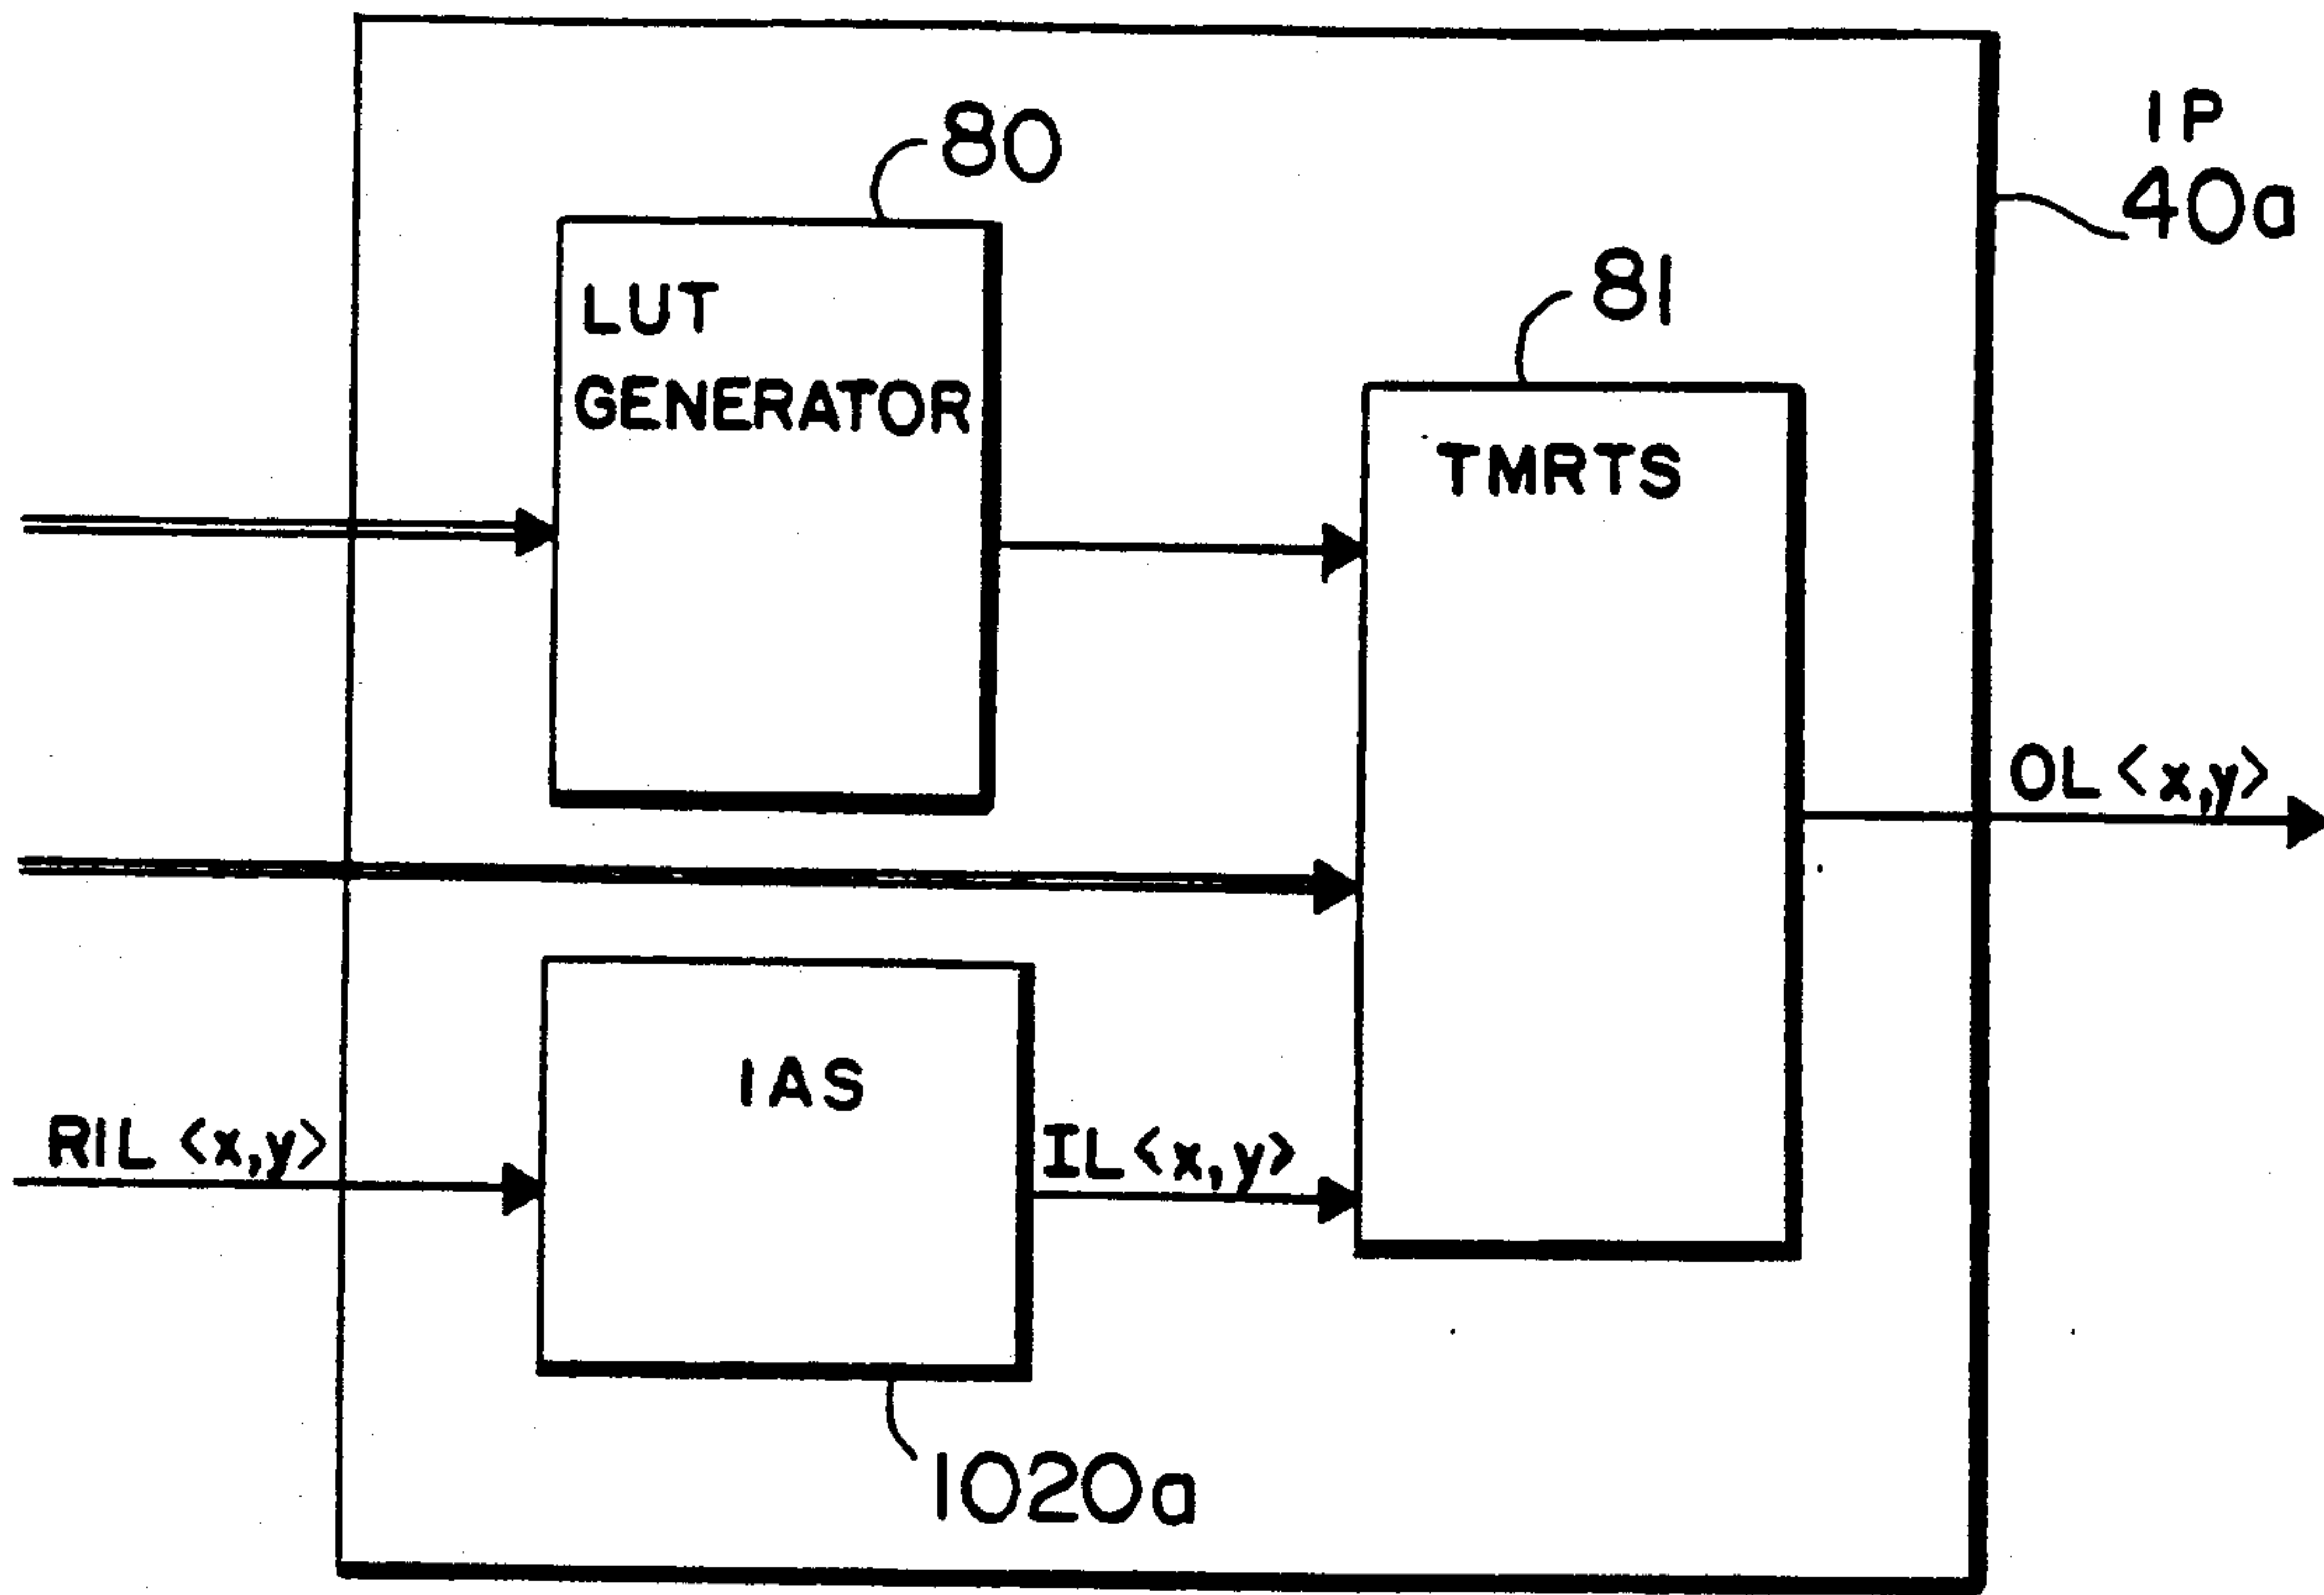 80
IP
40a
LUT
GENERATOR
81
TMRTS
OL<x,y>
IAS
RIL<x,y>
IL<x,y>
1020a